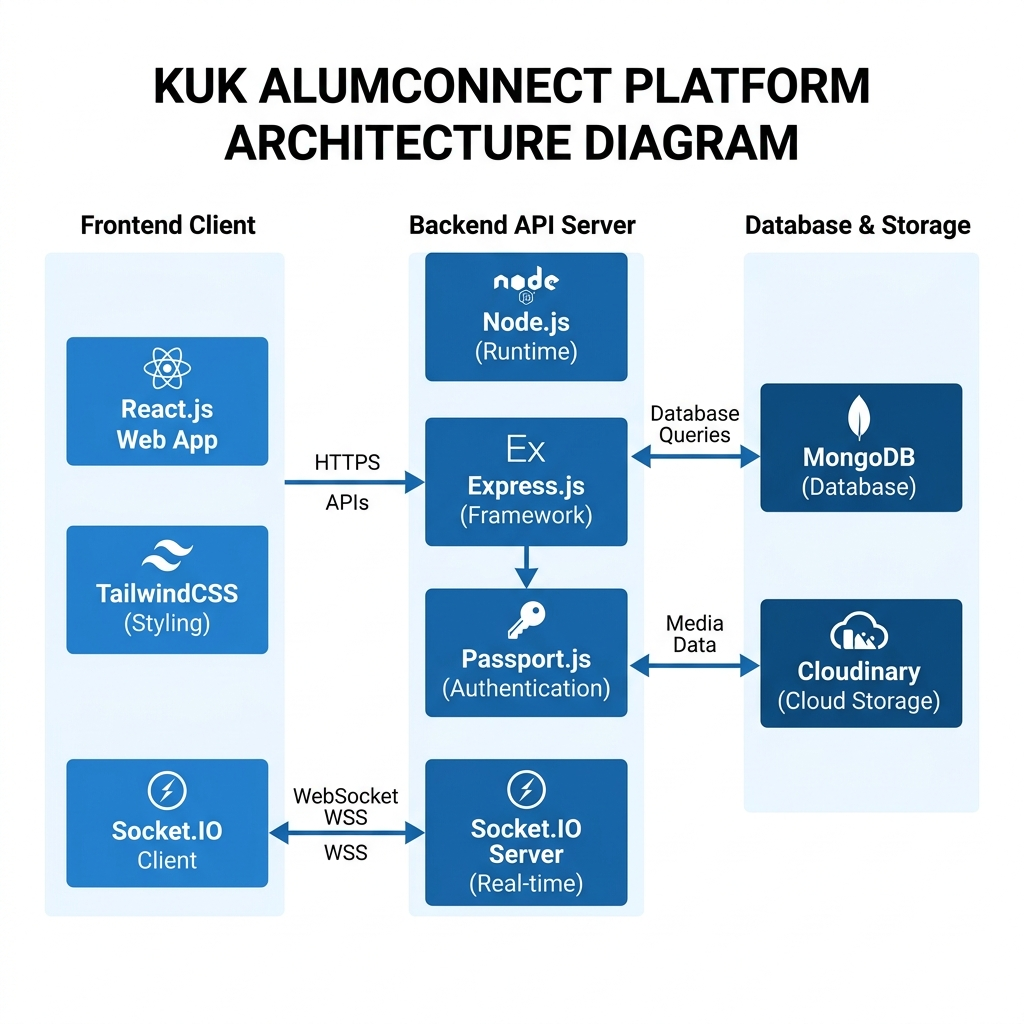 KUK ALUMCONNECT PLATFORM
ARCHITECTURE DIAGRAM
Frontend Client
Backend API Server
Database & Storage
React.js
Web App
TailwindCSS
(Styling)
Socket.IO
Client
HTTPS
APIs
WebSocket
WSS
WSS
node
JS
Node.js
(Runtime)
Ex
Express.js
(Framework)
Passport.js
(Authentication)
Socket.IO
Server
(Real-time)
Database
Queries
Media
Data
MongoDB
(Database)
Cloudinary
(Cloud Storage)